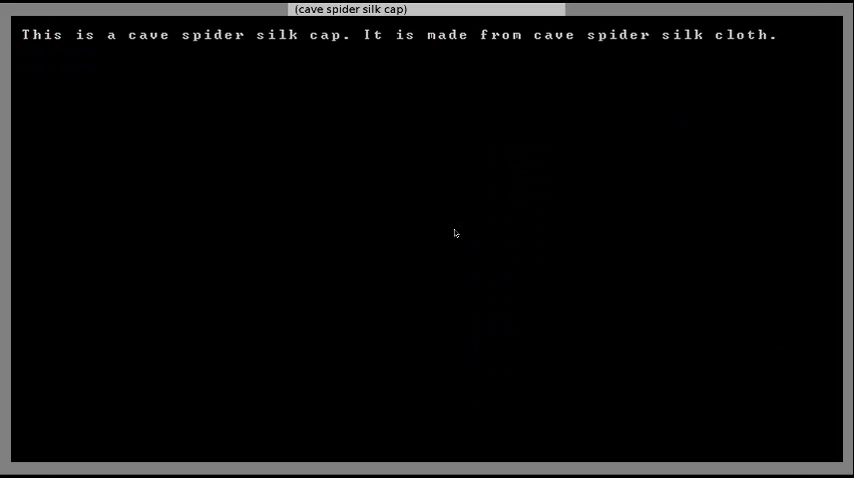 (cave spider silk cap)
This is a cave spider silk cap. It is made from cave spider silk cloth.